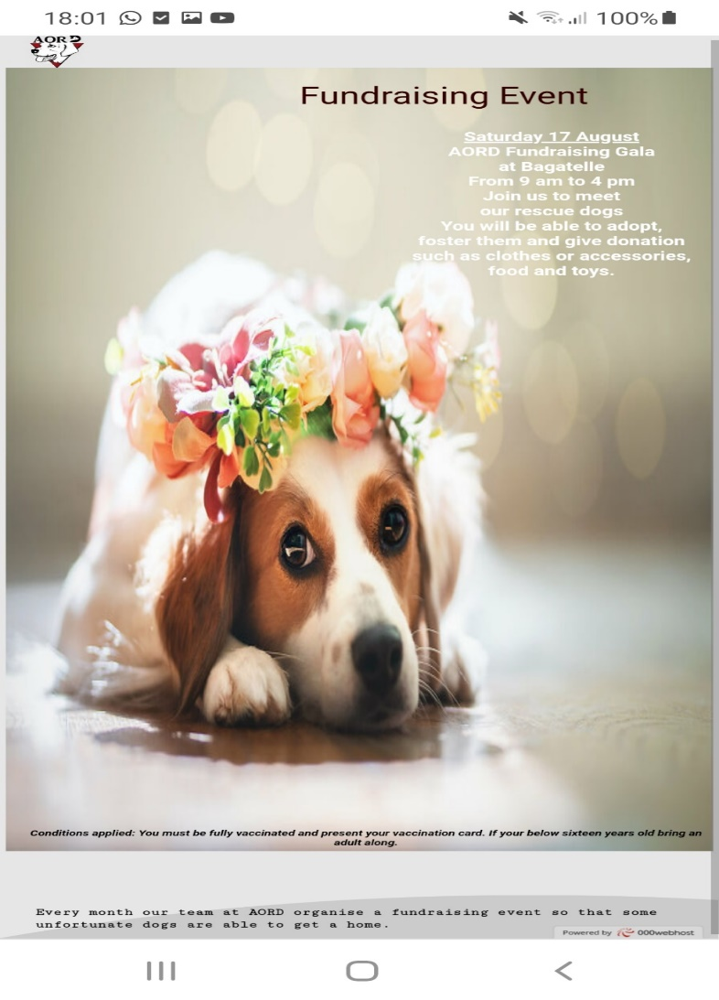 18:01 100%
AORD
Fundraising Event
Saturday 17 August
AORD Fundraising Gala
at Bagatelle
From 9 am to 4 pm
Join us to meet
our rescue dogs
You will be able to adopt,
foster them and give donation
such as clothes or accessories,
food and toys.
Conditions applied: You must be fully vaccinated and present your vaccination card. If your below sixteen years old bring an
adult along.
Every month our team at AORD organise a fundraising event so that some
unfortunate dogs are able to get a home.
Powered by 000webhost